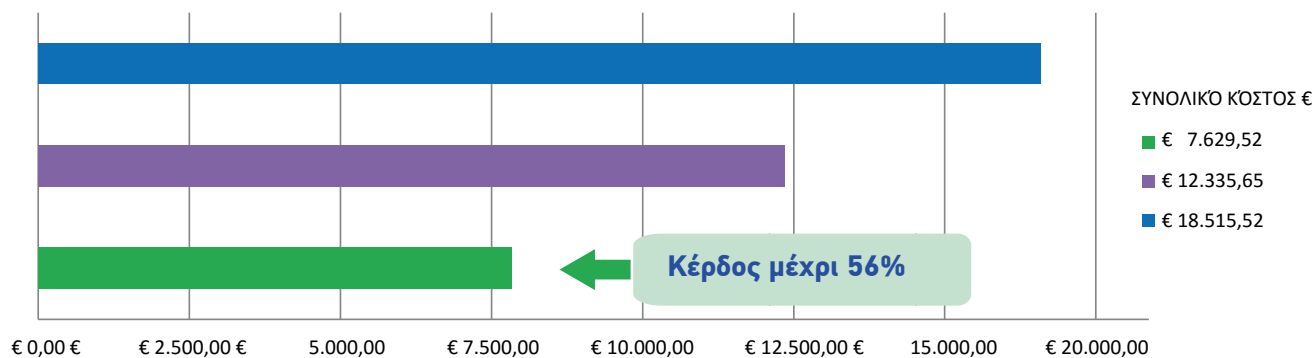 ΣΥΝΟΛΙΚΌ ΚΌΣΤΟΣ €
€ 7.629,52
€ 12.335,65
€ 18.515,52
Κέρδος μέχρι 56%
€ 0,00 € € 2.500,00 € 5.000,00 € 7.500,00 € 10.000,00 € 12.500,00 € 15.000,00 € 20.000,00